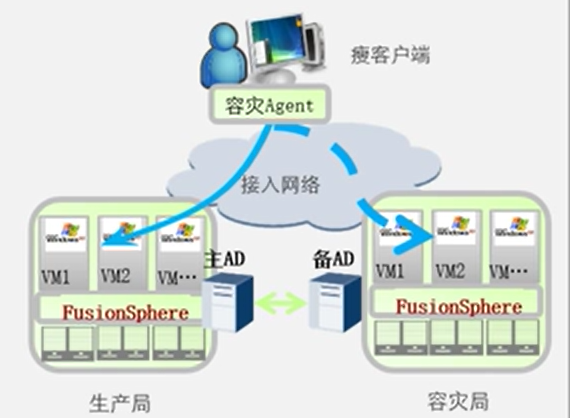 瘦客户端
容灾Agent
接入网络
主AD
备AD
VM1
VM2
VM…
VM1
VM2
VM…
FusionSphere
FusionSphere
生产局
容灾局